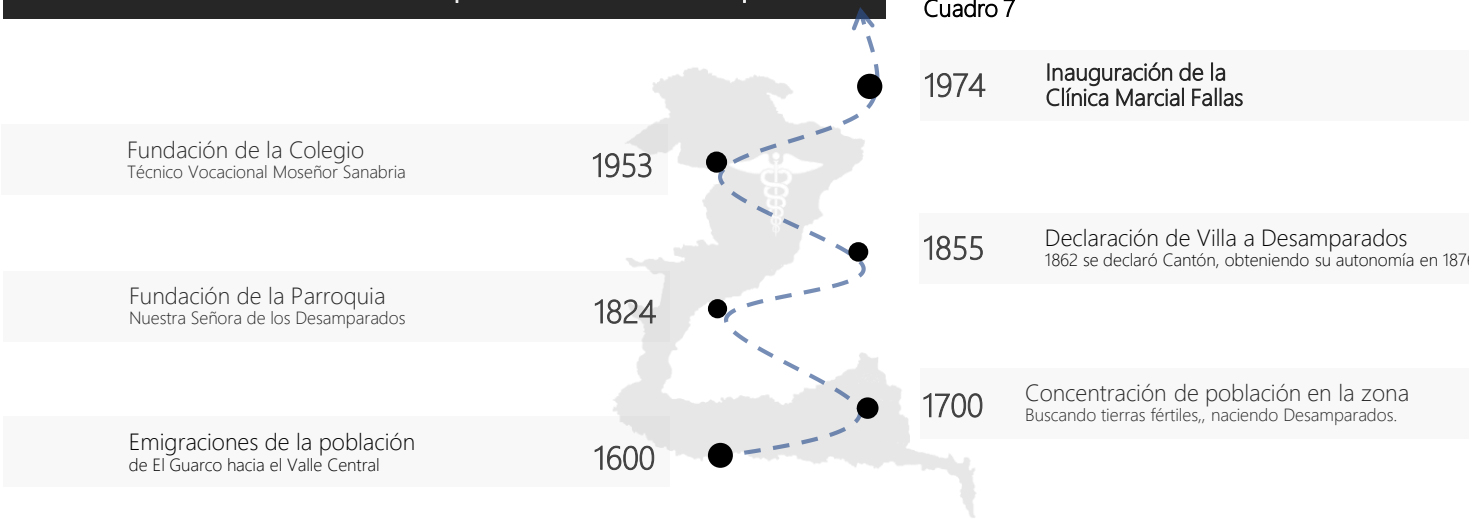 Cuadro 7
1974
Inauguración de la
Clínica Marcial Fallas
Fundación de la Colegio
Técnico Vocacional Moseñor Sanabria
1953
1855
Declaración de Villa a Desamparados
1862 se declaró Cantón, obteniendo su autonomía en
Fundación de la Parroquia
Nuestra Señora de los Desamparados
1824
1700
Concentración de población en la zona
Buscando tierras fértiles,, naciendo Desamparados.
Emigraciones de la población
de El Guarco hacia el Valle Central
1600